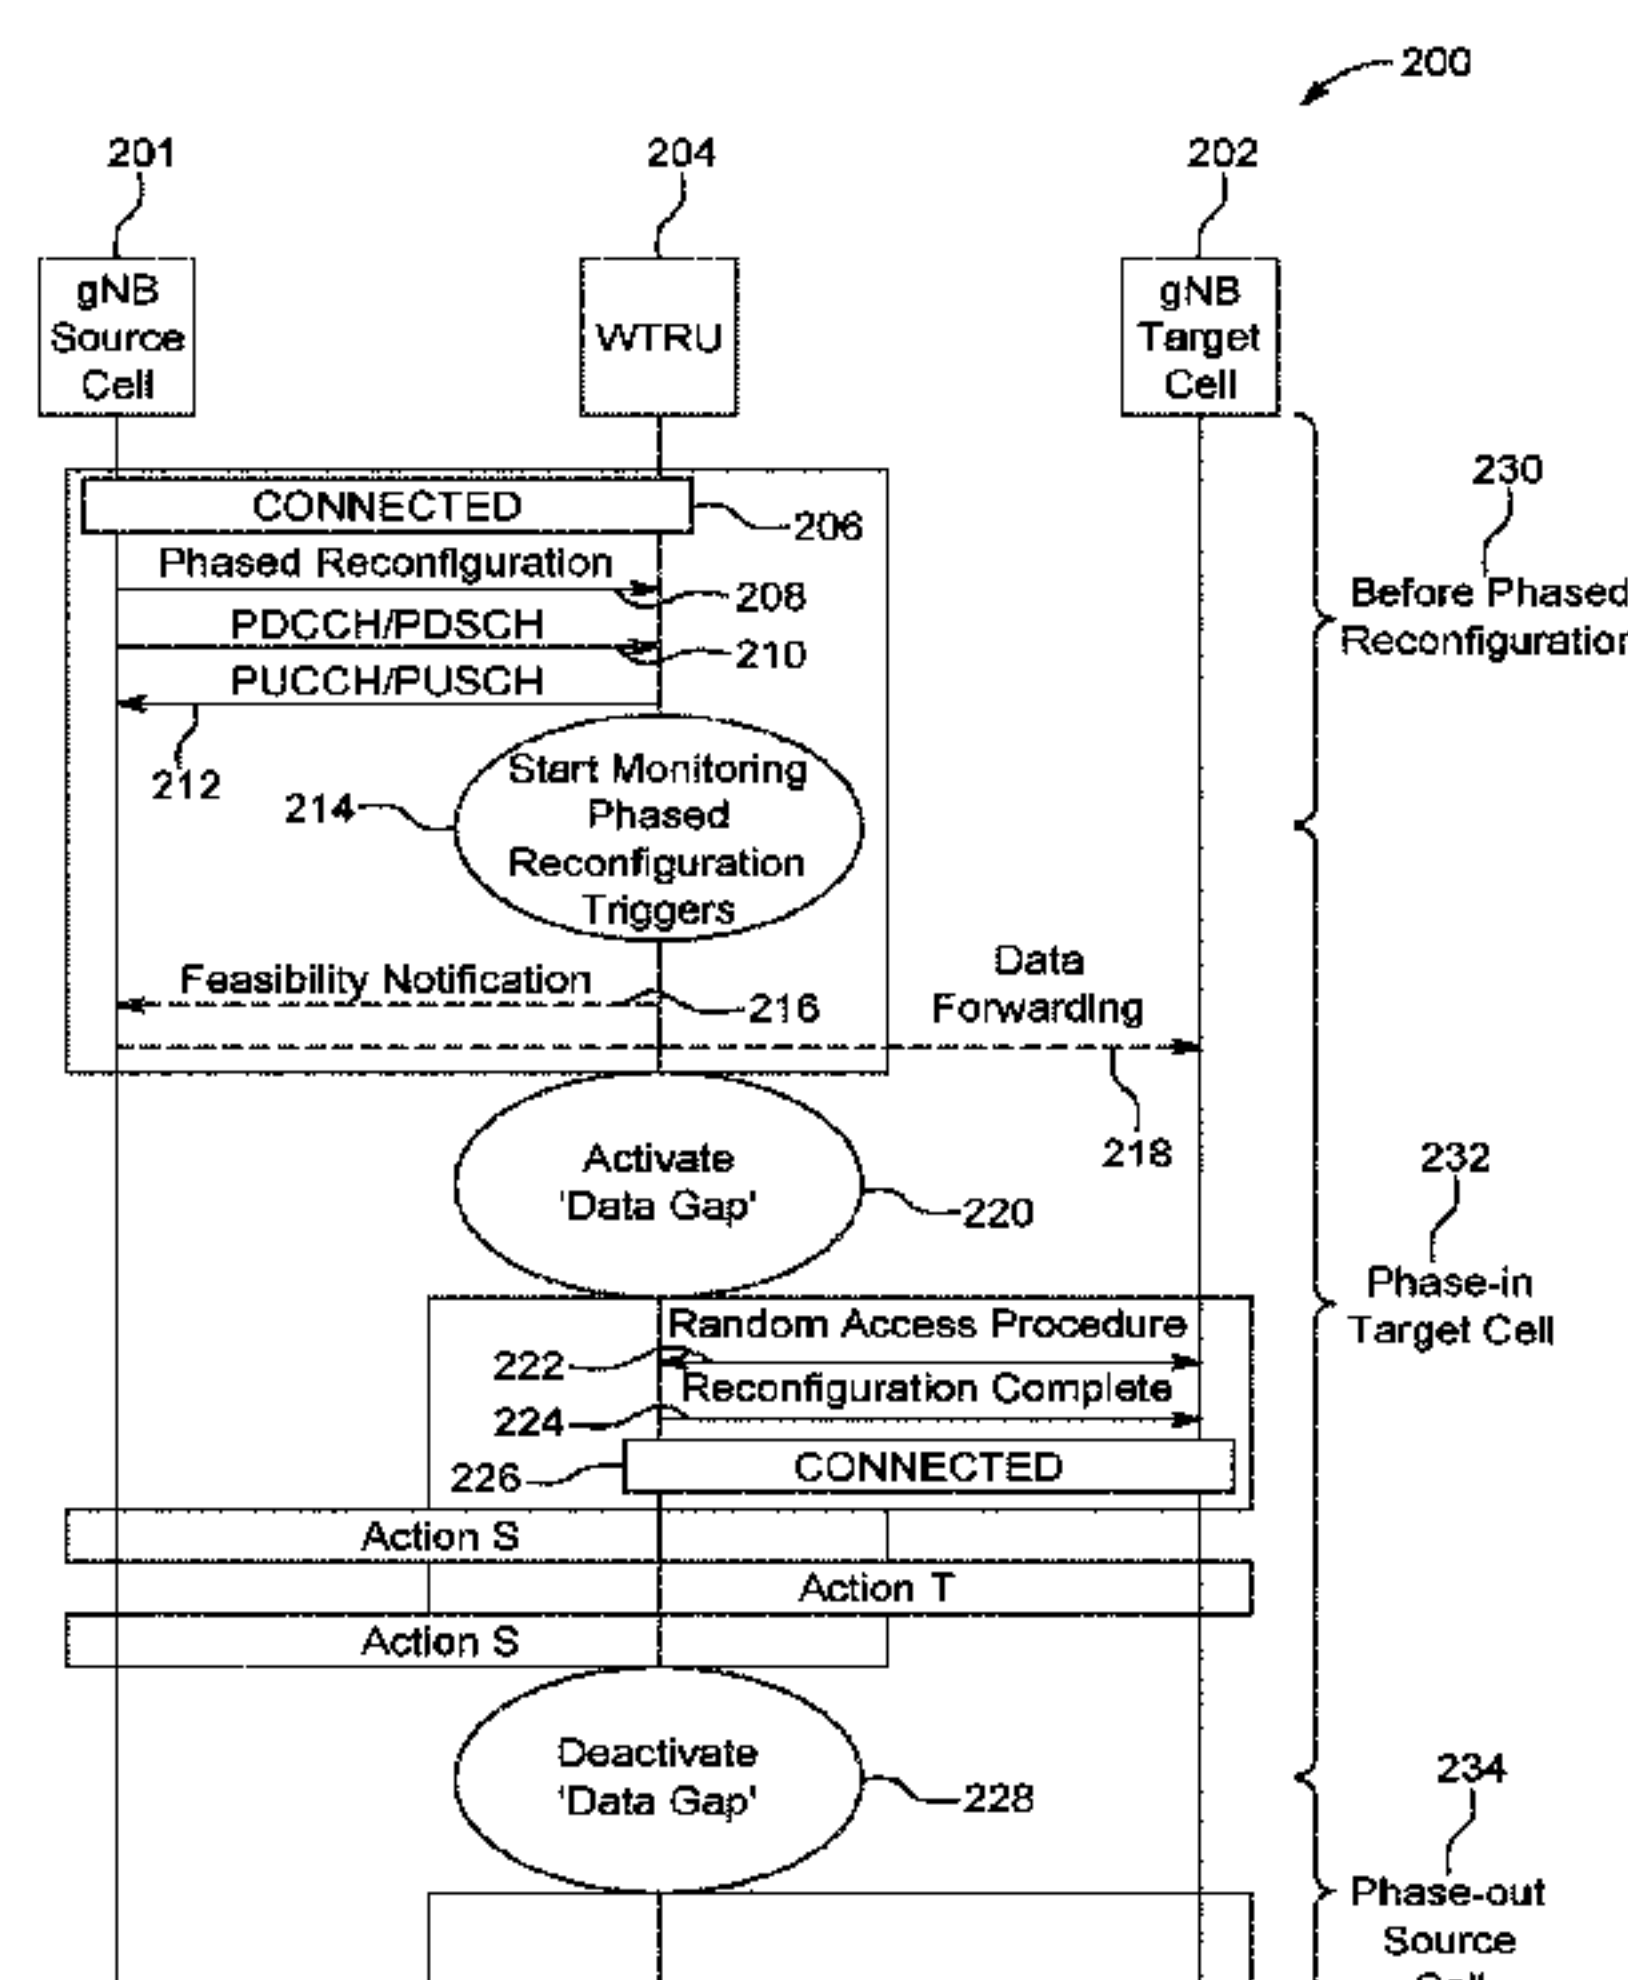 200
201
204
202
gNB
Source
Cell
WTRU
gNB
Target
Cell
CONNECTED
206
230
Before Phased
Reconfiguration
Phased Reconfiguration
208
PDCCH/PDSCH
210
PUCCH/PUSCH
212
214
Start Monitoring
Phased
Reconfiguration
Triggers
Feasibility Notification
216
Data
Forwarding
218
Activate
'Data Gap'
220
232
Phase-in
Target Cell
Random Access Procedure
222
Reconfiguration Complete
224
226
CONNECTED
Action S
Action T
Action S
Deactivate
'Data Gap'
228
234
Phase-out
Source
Cell